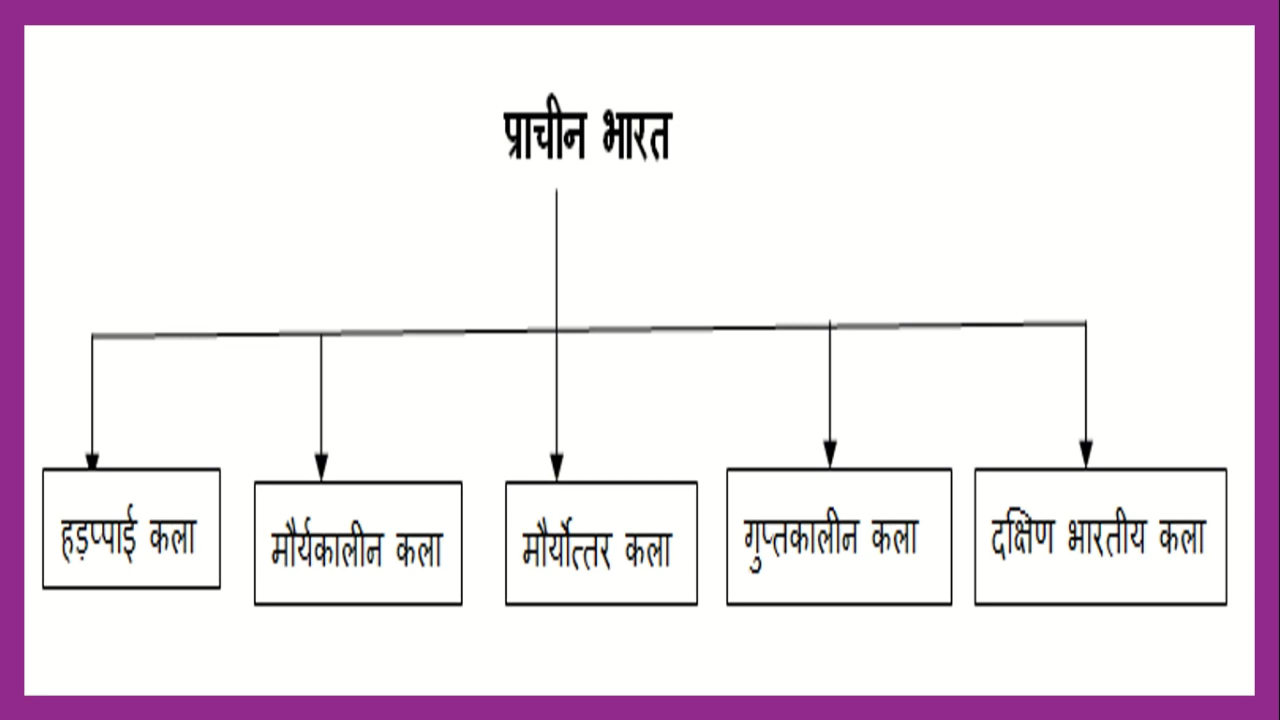 प्राचीन भारत
हड़प्पाई कला
मौर्यकालीन कला
मौर्योत्तर कला
गुप्तकालीन कला
दक्षिण भारतीय कला